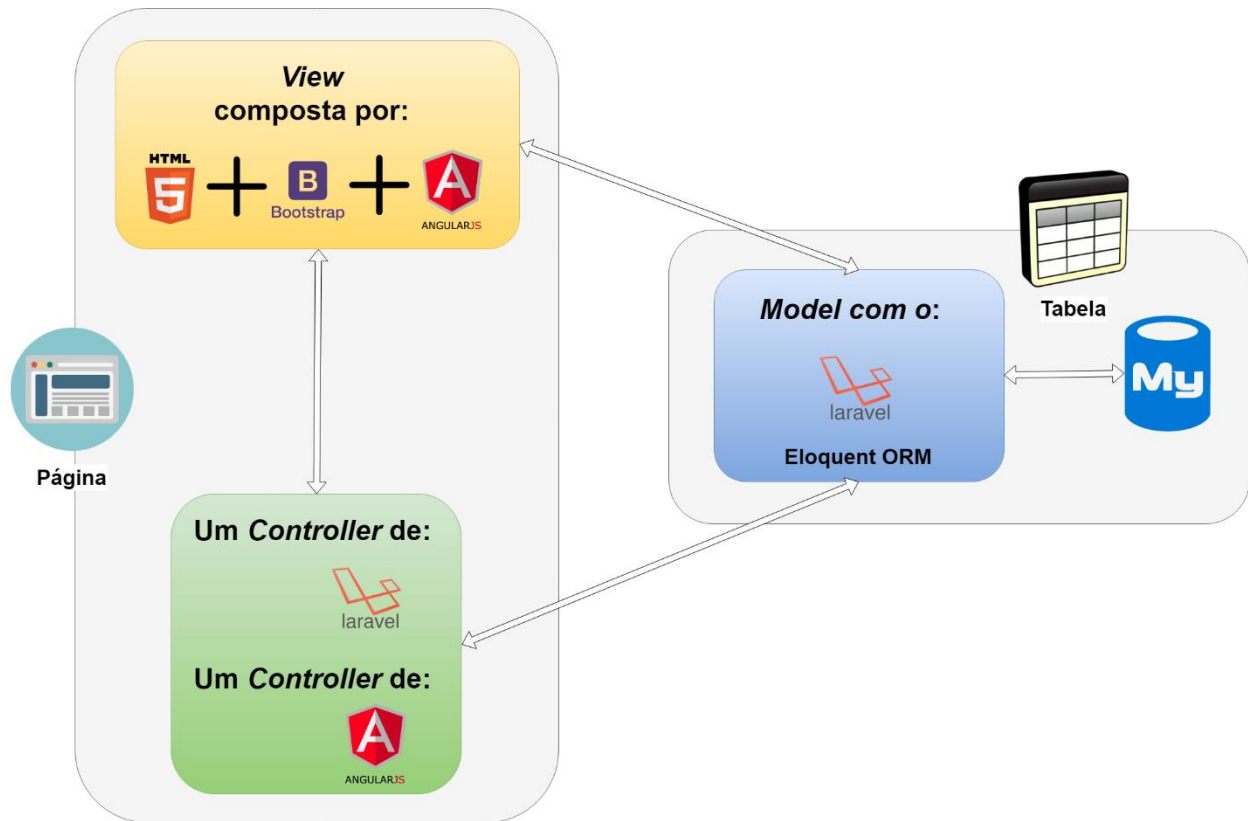 View
composta por:
HTML
5
B
Bootstrap
A
ANGULARJS
Página
Um Controller de:
laravel
Um Controller de:
A
ANGULARJS
Model com o:
laravel
Eloquent ORM
Tabela
My